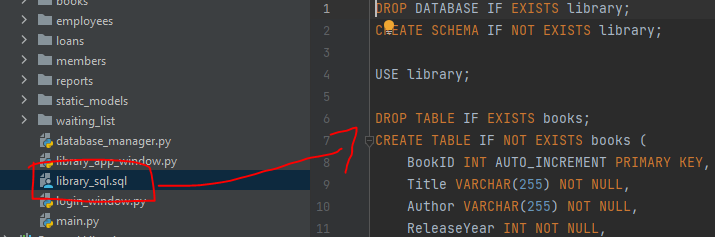 books
employees
loans
members
reports
static_models
waiting_list
database_manager.py
library_app_window.py
library_sql.sql
login_window.py
main.py
1 DROP DATABASE IF EXISTS library;
2 CREATE SCHEMA IF NOT EXISTS library;
3
4 USE library;
5
6 DROP TABLE IF EXISTS books;
7 CREATE TABLE IF NOT EXISTS books (
8 BookID INT AUTO_INCREMENT PRIMARY KEY,
9 Title VARCHAR(255) NOT NULL,
10 Author VARCHAR(255) NOT NULL,
11 ReleaseYear INT NOT NULL,